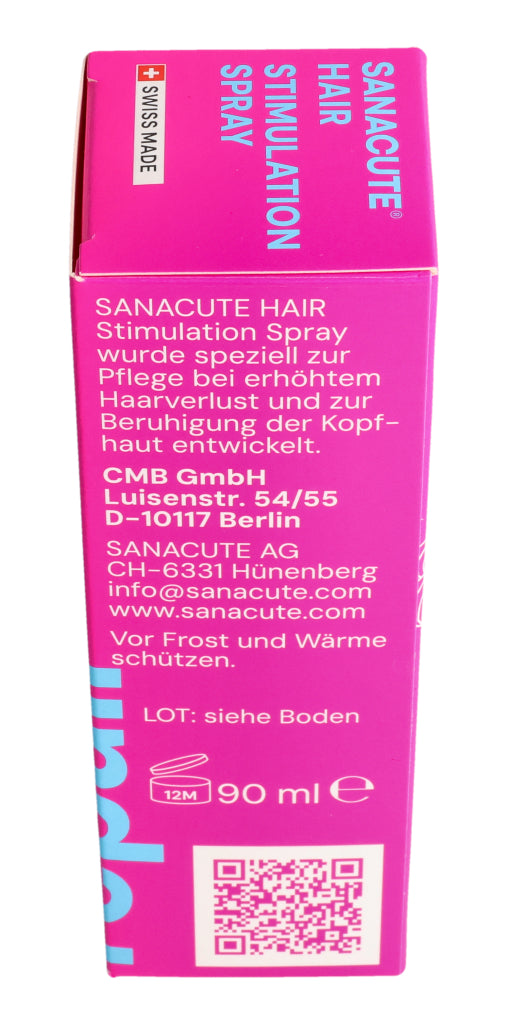 SANACUTE®
HAIR
STIMULATION
SPRAY
SWISS MADE
SANACUTE HAIR
Stimulation Spray
wurde speziell zur
Pflege bei erhöhtem
Haarverlust und zur
Beruhigung der Kopf-
haut entwickelt.
CMB GmbH
Luisenstr. 54/55
D-10117 Berlin
SANACUTE AG
CH-6331 Hünenberg
info@sanacute.com
www.sanacute.com
Vor Frost und Wärme
schützen.
LOT: siehe Boden
12M 90 ml ℮